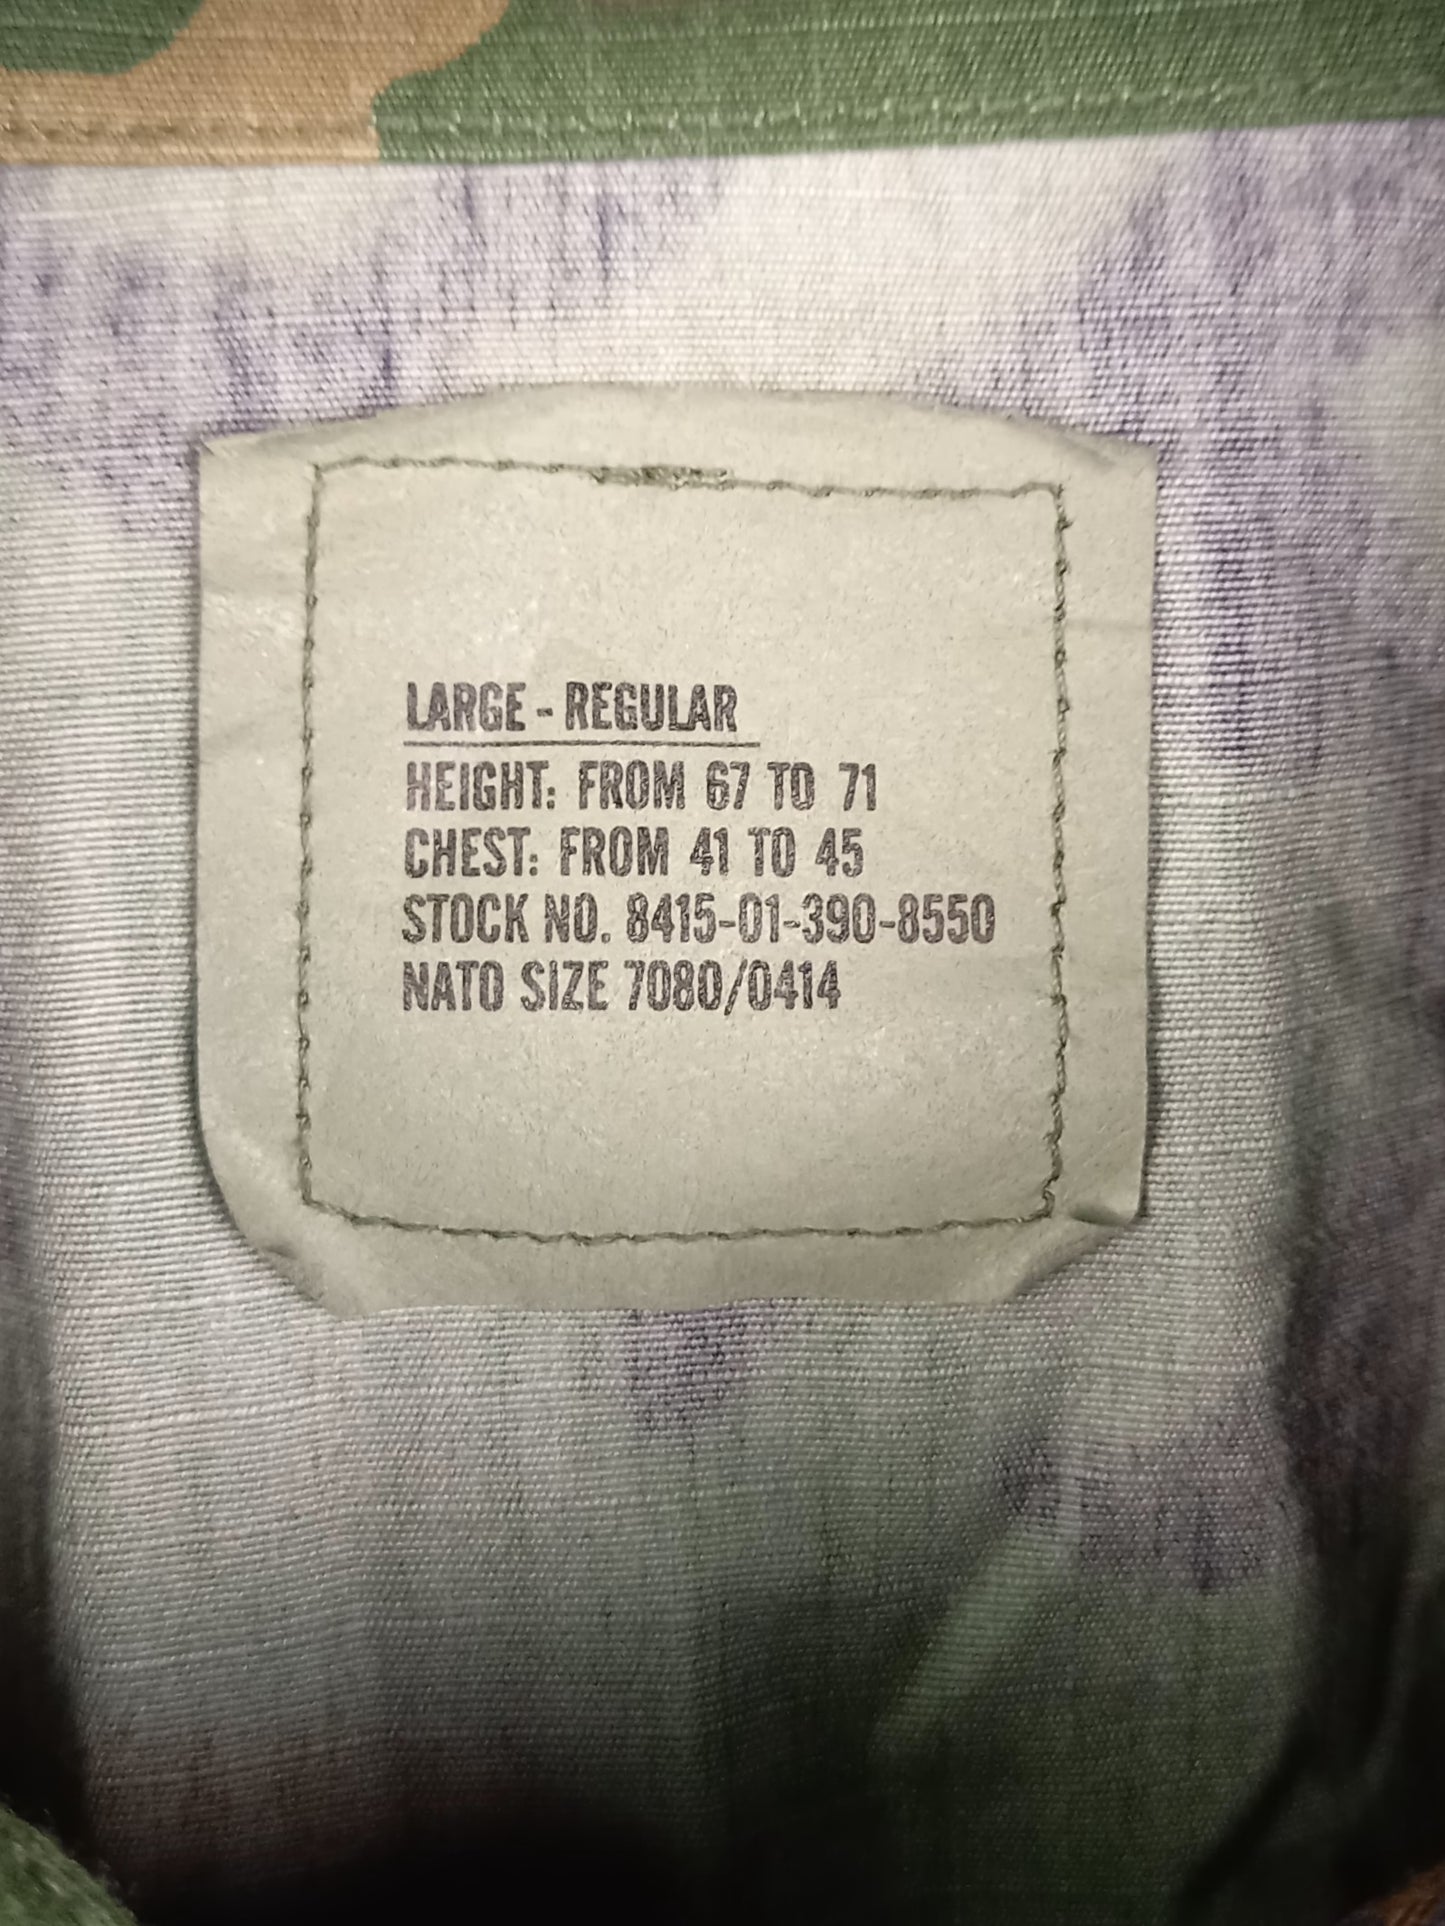 LARGE - REGULAR
HEIGHT: FROM 67 TO 71
CHEST: FROM 41 TO 45
STOCK NO. 8415-01-390-8550
NATO SIZE 7080/0414